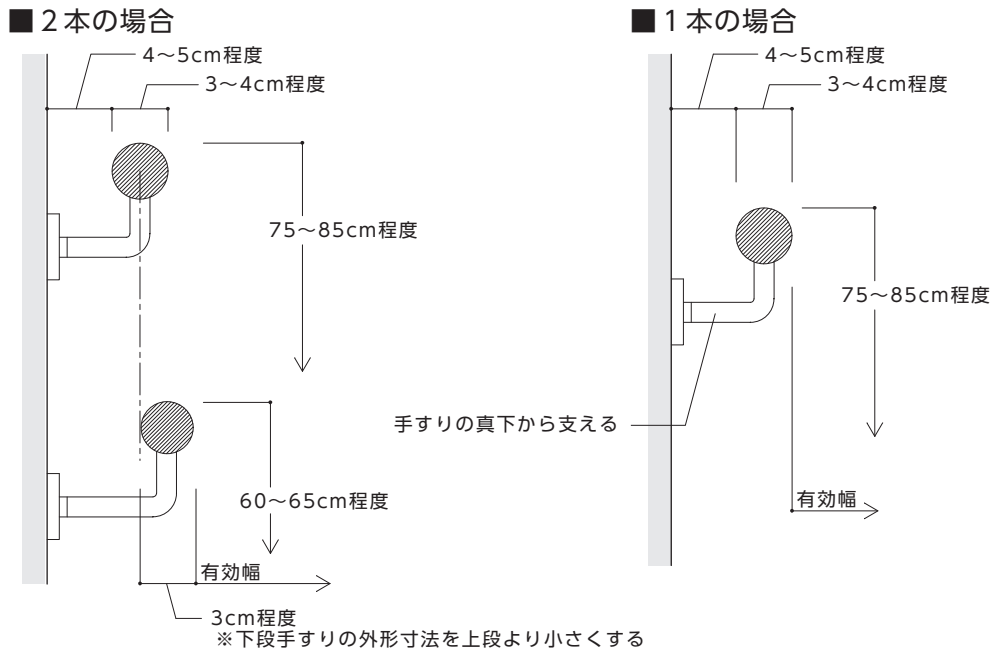 ■２本の場合
4〜5cm程度
3〜4cm程度
75〜85cm程度
60〜65cm程度
有効幅
3cm程度
※下段手すりの外形寸法を上段より小さくする
■１本の場合
4〜5cm程度
3〜4cm程度
75〜85cm程度
手すりの真下から支える
有効幅